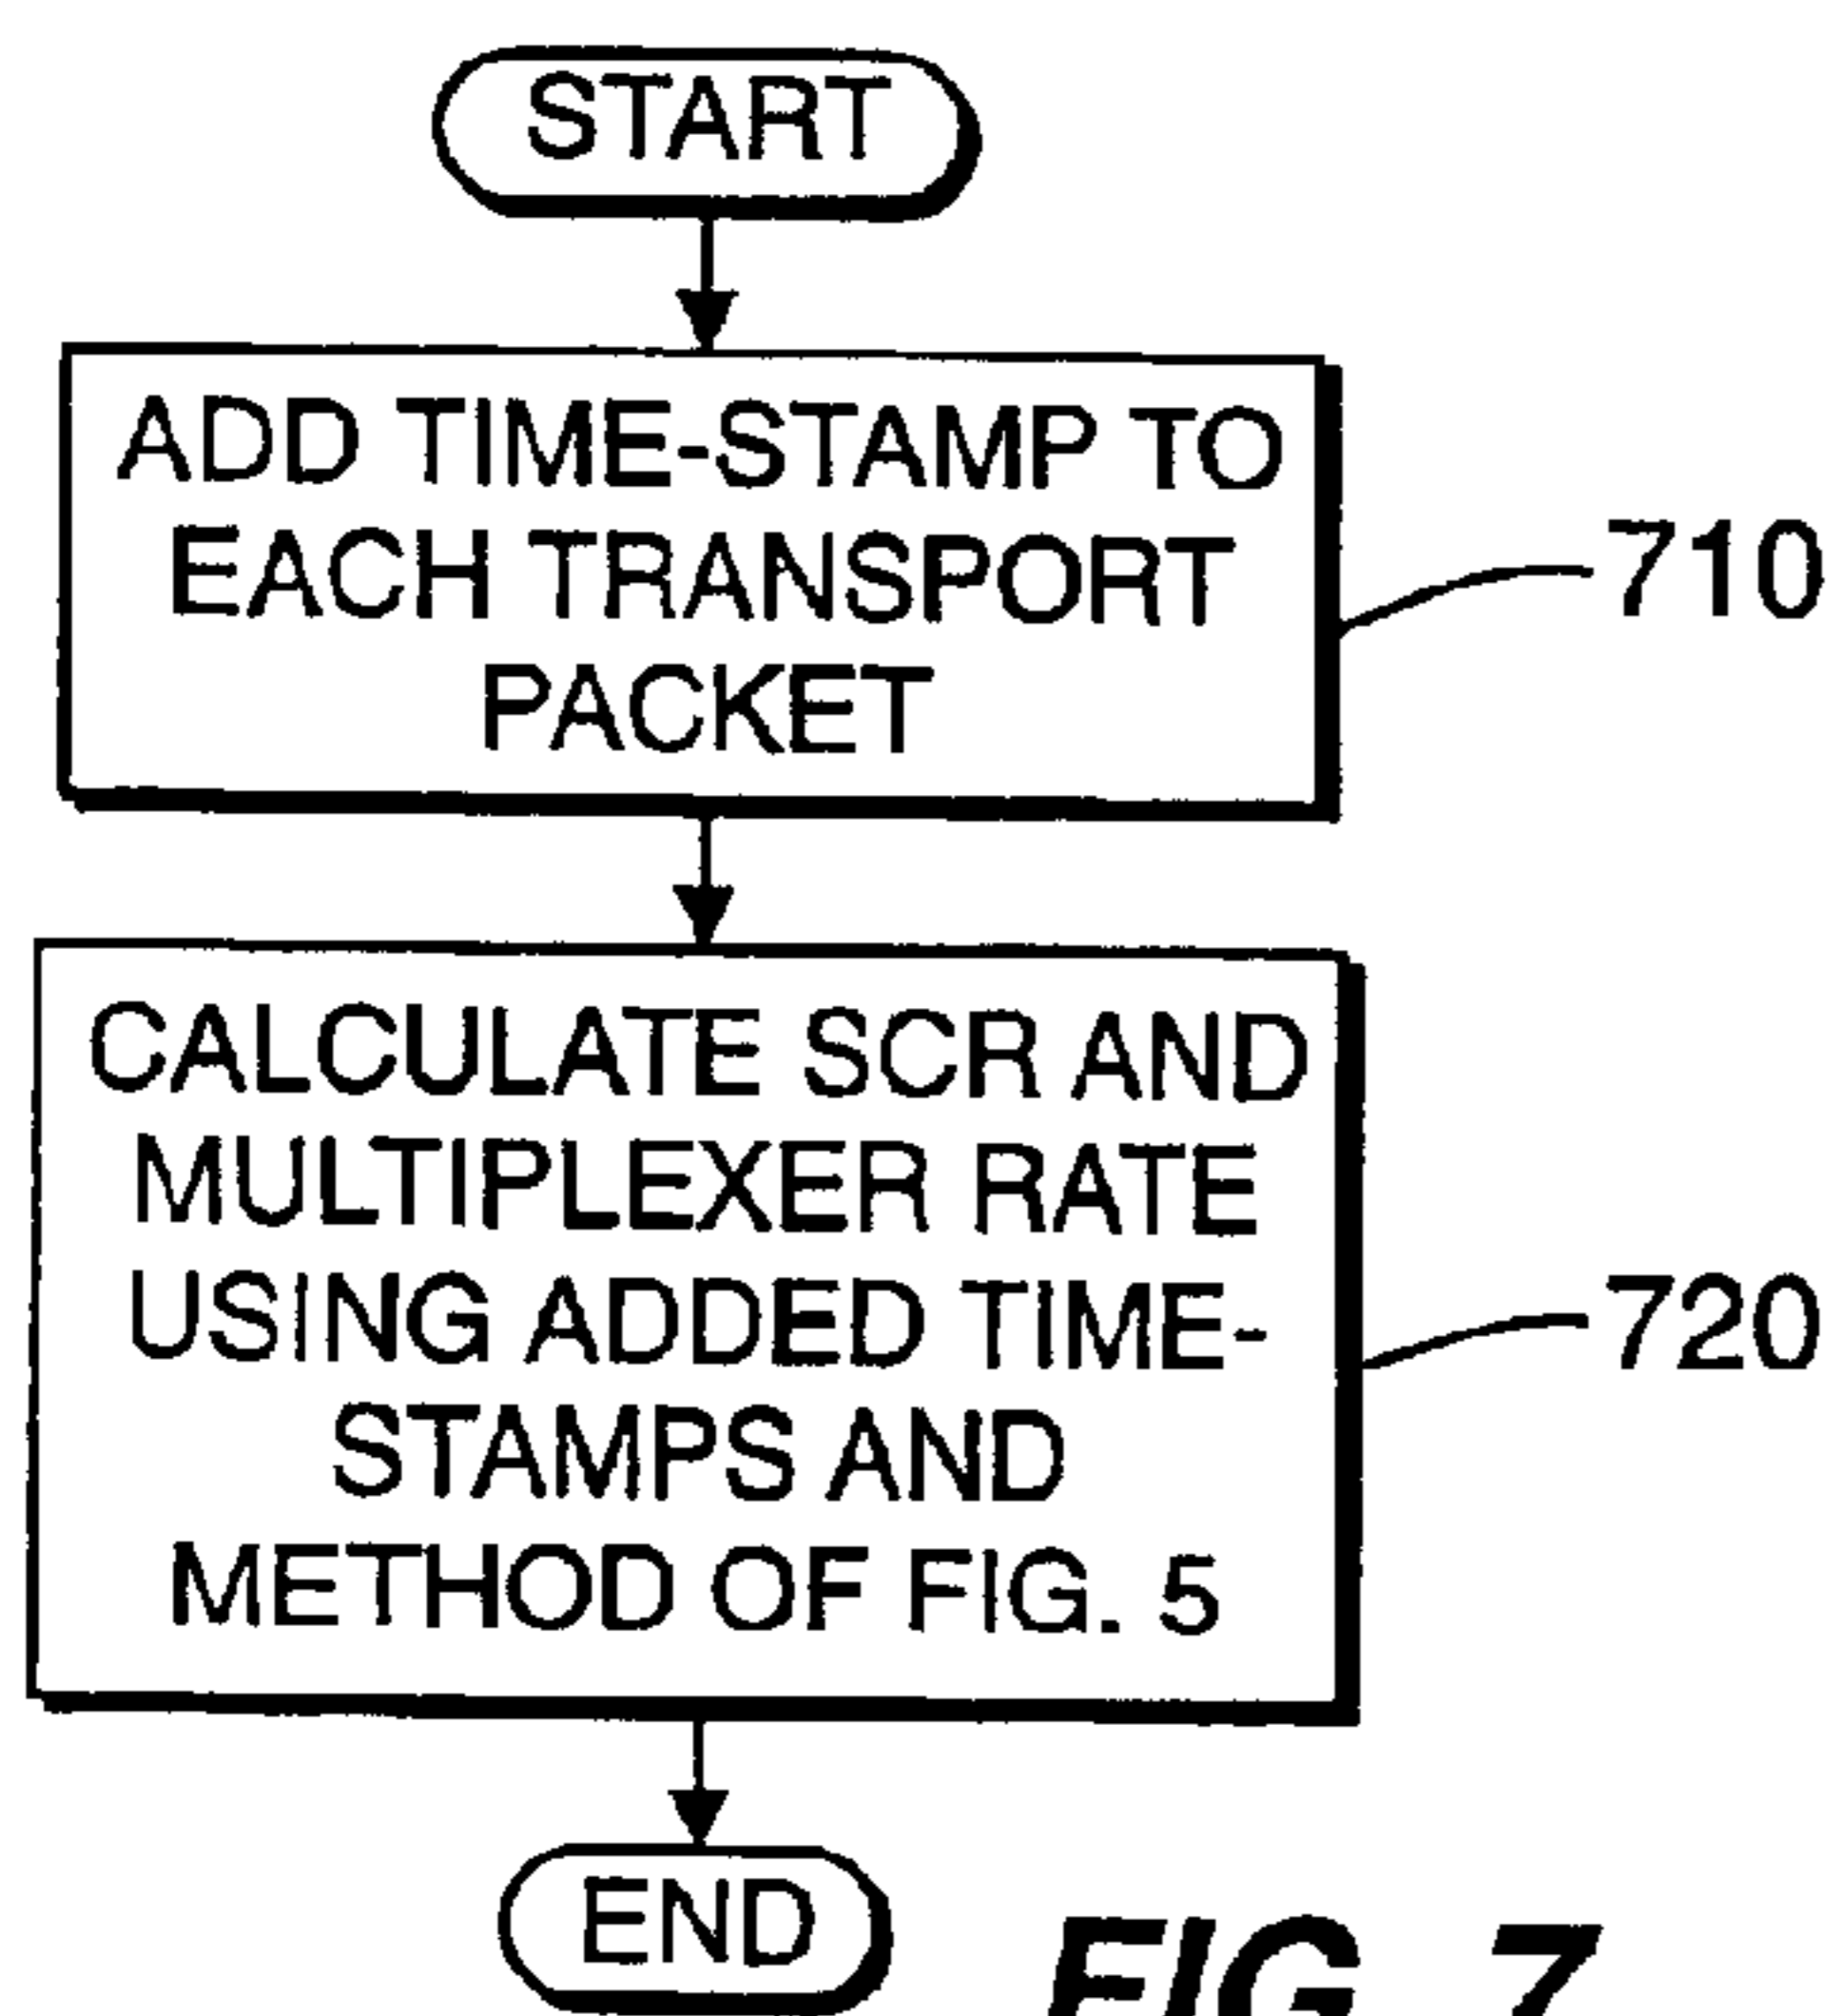 START
ADD TIME-STAMP TO
EACH TRANSPORT
PACKET
710
CALCULATE SCR AND
MULTIPLEXER RATE
USING ADDED TIME-
STAMPS AND
METHOD OF FIG. 5
720
END
FIG. 7